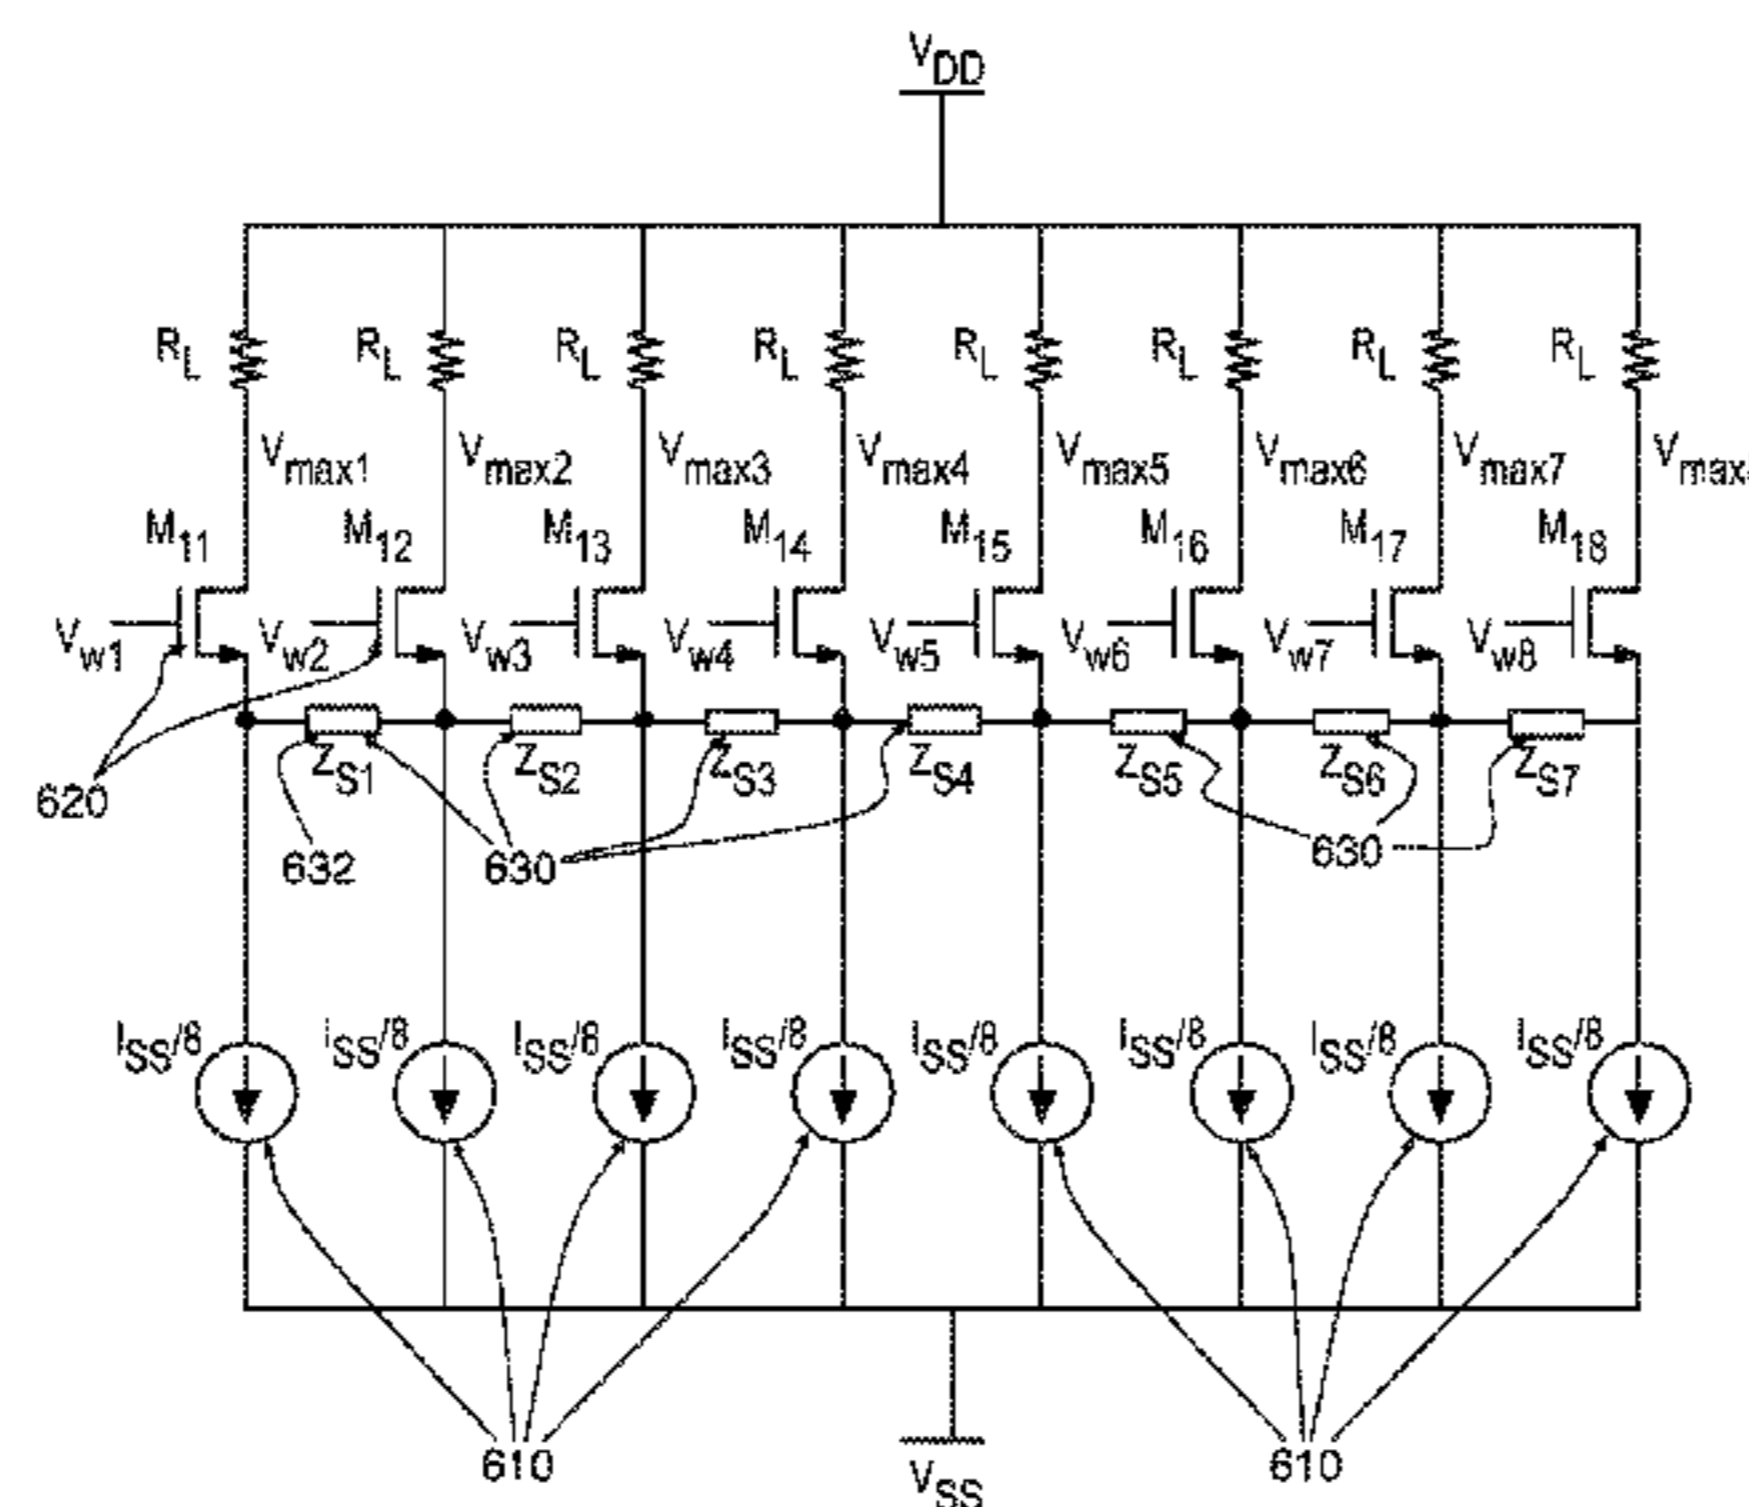 VDD
RL RL RL RL RL RL RL RL
Vmax1 Vmax2 Vmax3 Vmax4 Vmax5 Vmax6 Vmax7
M11 M12 M13 M14 M15 M16 M17 M18
Vw1 Vw2 Vw3 Vw4 Vw5 Vw6 Vw7 Vw8
ZS1 ZS2 ZS3 ZS4 ZS5 ZS6 ZS7
620 632 630 630
ISS/8 ISS/8 ISS/8 ISS/8 ISS/8 ISS/8 ISS/8 ISS/8
610 610
VSS